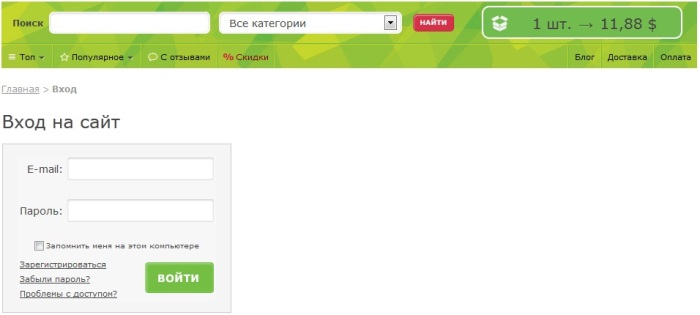 Поиск Все категории НАЙТИ 1 шт. → 11,88 $
Топ Популярное С отзывами % Скидки Блог Доставка Оплата
Главная > Вход
Вход на сайт
E-mail:
Пароль:
Запомнить меня на этом компьютере
Зарегистрироваться
Забыли пароль?
Проблемы с доступом?
ВОЙТИ